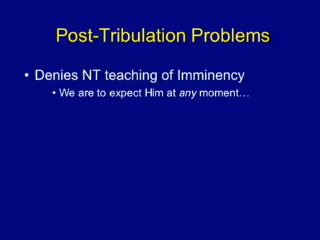 Post-Tribulation Problems
• Denies NT teaching of Imminency
• We are to expect Him at any moment…